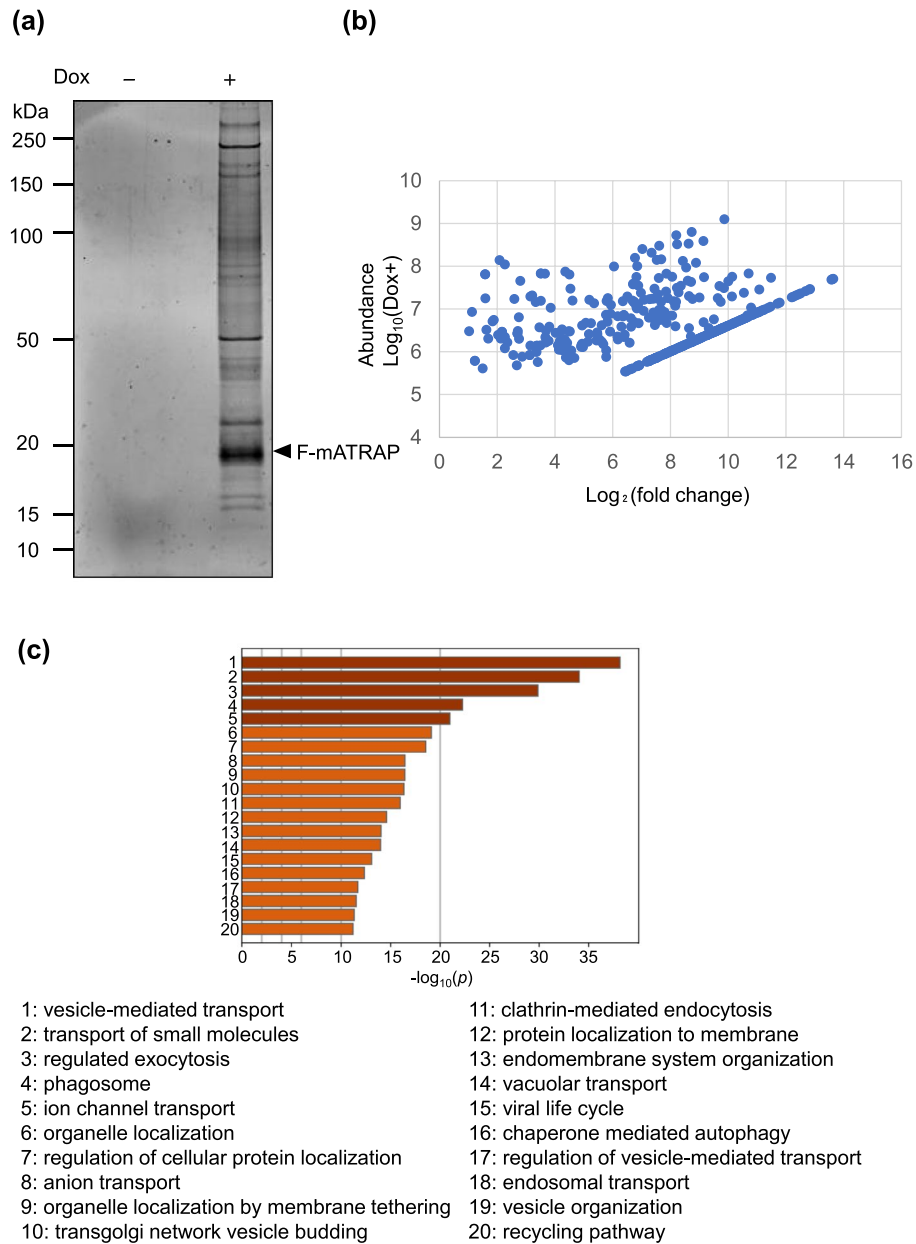 (a)
Dox − +
kDa
250
150
100
50
20
15
10
F-mATRAP
(b)
Abundance
Log₁₀(Dox+)
10
9
8
7
6
5
4
0 2 4 6 8 10 12 14 16
Log₂(fold change)
(c)
1
2
3
4
5
6
7
8
9
10
11
12
13
14
15
16
17
18
19
20
0 5 10 15 20 25 30 35
-log₁₀(p)
1: vesicle-mediated transport
2: transport of small molecules
3: regulated exocytosis
4: phagosome
5: ion channel transport
6: organelle localization
7: regulation of cellular protein localization
8: anion transport
9: organelle localization by membrane tethering
10: transgolgi network vesicle budding
11: clathrin-mediated endocytosis
12: protein localization to membrane
13: endomembrane system organization
14: vacuolar transport
15: viral life cycle
16: chaperone mediated autophagy
17: regulation of vesicle-mediated transport
18: endosomal transport
19: vesicle organization
20: recycling pathway